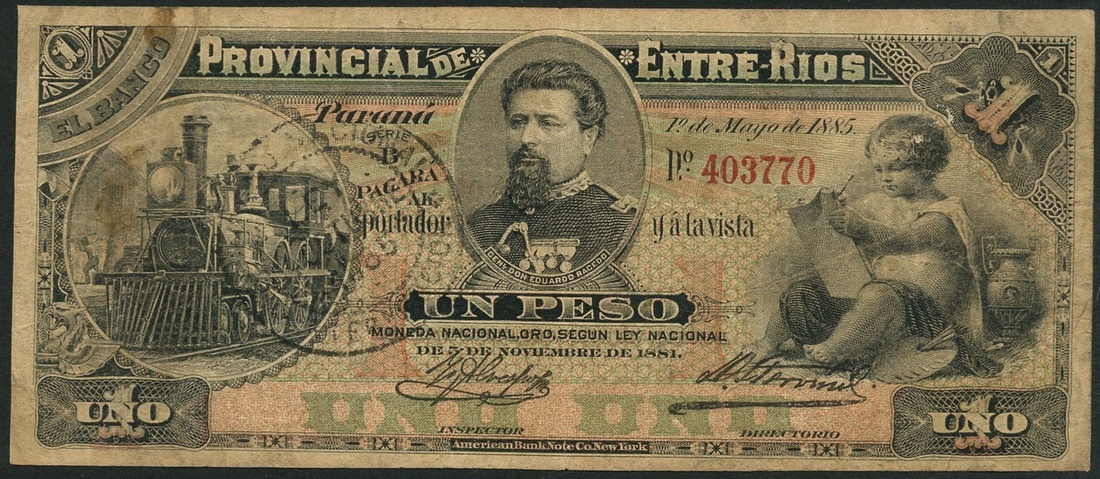 1
EL BANCO
PROVINCIAL DE ENTRE-RIOS
1
Paraná
1º de Mayo de 1885.
SERIE
B
Nº 403770
PAGARA
AL
portador
y á la vista
GENL. DON EDUARDO RACEDO
UN PESO
MONEDA NACIONAL, ORO, SEGUN LEY NACIONAL
DE 5 DE NOVIEMBRE DE 1881.
UNO
UNO
UNO UNO
INSPECTOR
DIRECTORIO
American Bank Note Co. New York